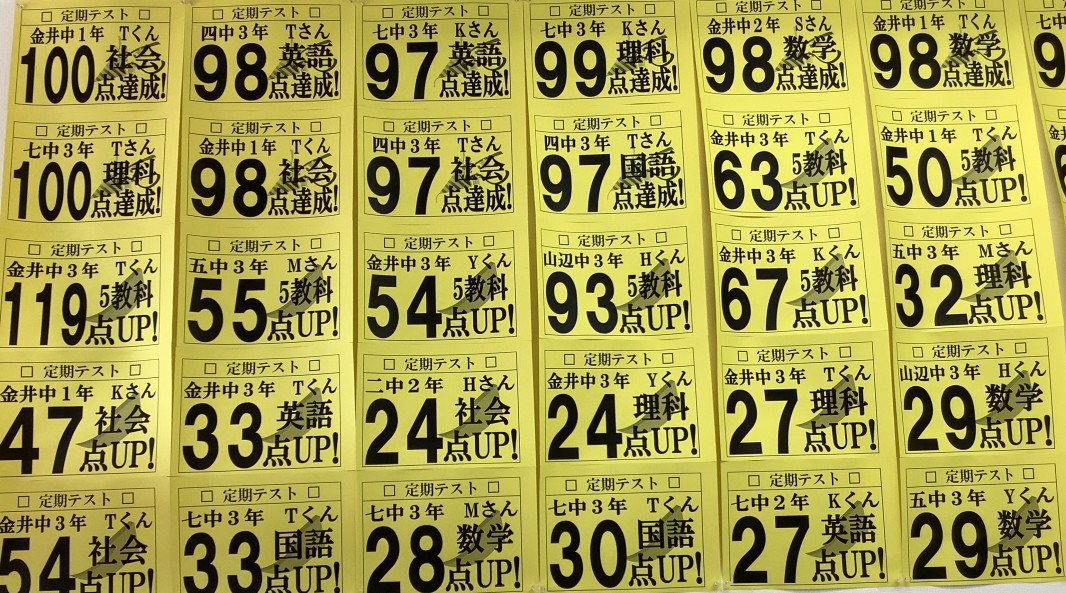 □ 定期テスト □
金井中1年 Tくん
100 社会
点達成!
□ 定期テスト □
四中3年 Tさん
98 英語
点達成!
□ 定期テスト □
七中3年 Kさん
97 英語
点達成!
□ 定期テスト □
七中3年 Kさん
99 理科
点達成!
□ 定期テスト □
金井中2年 Sさん
98 数学
点達成!
□ 定期テスト □
金井中1年 Tくん
98 数学
点達成!
□ 定期テスト □
七中3年 Tさん
100 理科
点達成!
□ 定期テスト □
金井中1年 Tくん
98 社会
点達成!
□ 定期テスト □
四中3年 Tさん
97 社会
点達成!
□ 定期テスト □
四中3年 Tさん
97 国語
点達成!
□ 定期テスト □
金井中3年 Tくん
63 5教科
点UP!
□ 定期テスト □
金井中1年 Tくん
50 5教科
点UP!
□ 定期テスト □
金井中3年 Tくん
119 5教科
点UP!
□ 定期テスト □
五中3年 Mさん
55 5教科
点UP!
□ 定期テスト □
金井中3年 Yくん
54 5教科
点UP!
□ 定期テスト □
山辺中3年 Hくん
93 5教科
点UP!
□ 定期テスト □
金井中3年 Kくん
67 5教科
点UP!
□ 定期テスト □
五中3年 Mさん
32 理科
点UP!
□ 定期テスト □
金井中1年 Kさん
47 社会
点UP!
□ 定期テスト □
金井中3年 Tくん
33 英語
点UP!
□ 定期テスト □
二中2年 Hさん
24 社会
点UP!
□ 定期テスト □
金井中3年 Yくん
24 理科
点UP!
□ 定期テスト □
金井中3年 Tくん
27 理科
点UP!
□ 定期テスト □
山辺中3年 Hくん
29 数学
点UP!
□ 定期テスト □
金井中3年 Tくん
54 社会
点UP!
□ 定期テスト □
七中3年 Tくん
33 国語
点UP!
□ 定期テスト □
七中3年 Mさん
28 数学
点UP!
□ 定期テスト □
七中3年 Tくん
30 国語
点UP!
□ 定期テスト □
七中2年 Kくん
27 英語
点UP!
□ 定期テスト □
五中3年 Yくん
29 数学
点UP!